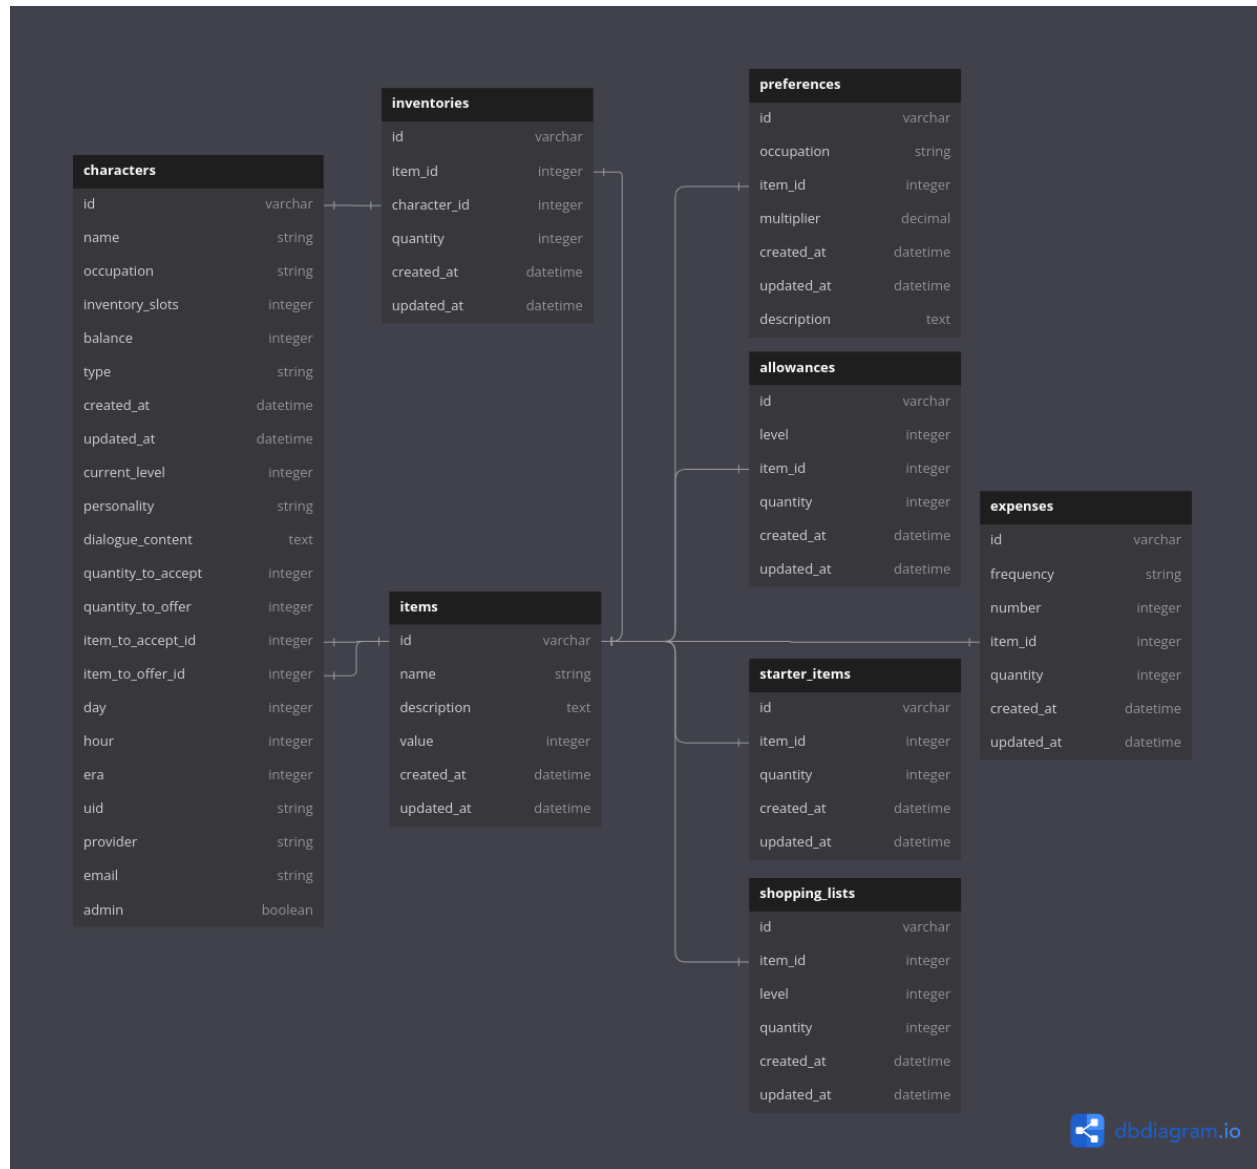 characters
id varchar
name string
occupation string
inventory_slots integer
balance integer
type string
created_at datetime
updated_at datetime
current_level integer
personality string
dialogue_content text
quantity_to_accept integer
quantity_to_offer integer
item_to_accept_id integer
item_to_offer_id integer
day integer
hour integer
era integer
uid string
provider string
email string
admin boolean
inventories
id varchar
item_id integer
character_id integer
quantity integer
created_at datetime
updated_at datetime
items
id varchar
name string
description text
value integer
created_at datetime
updated_at datetime
preferences
id varchar
occupation string
item_id integer
multiplier decimal
created_at datetime
updated_at datetime
description text
allowances
id varchar
level integer
item_id integer
quantity integer
created_at datetime
updated_at datetime
starter_items
id varchar
item_id integer
quantity integer
created_at datetime
updated_at datetime
shopping_lists
id varchar
item_id integer
level integer
quantity integer
created_at datetime
updated_at datetime
expenses
id varchar
frequency string
number integer
item_id integer
quantity integer
created_at datetime
updated_at datetime
dbdiagram.io